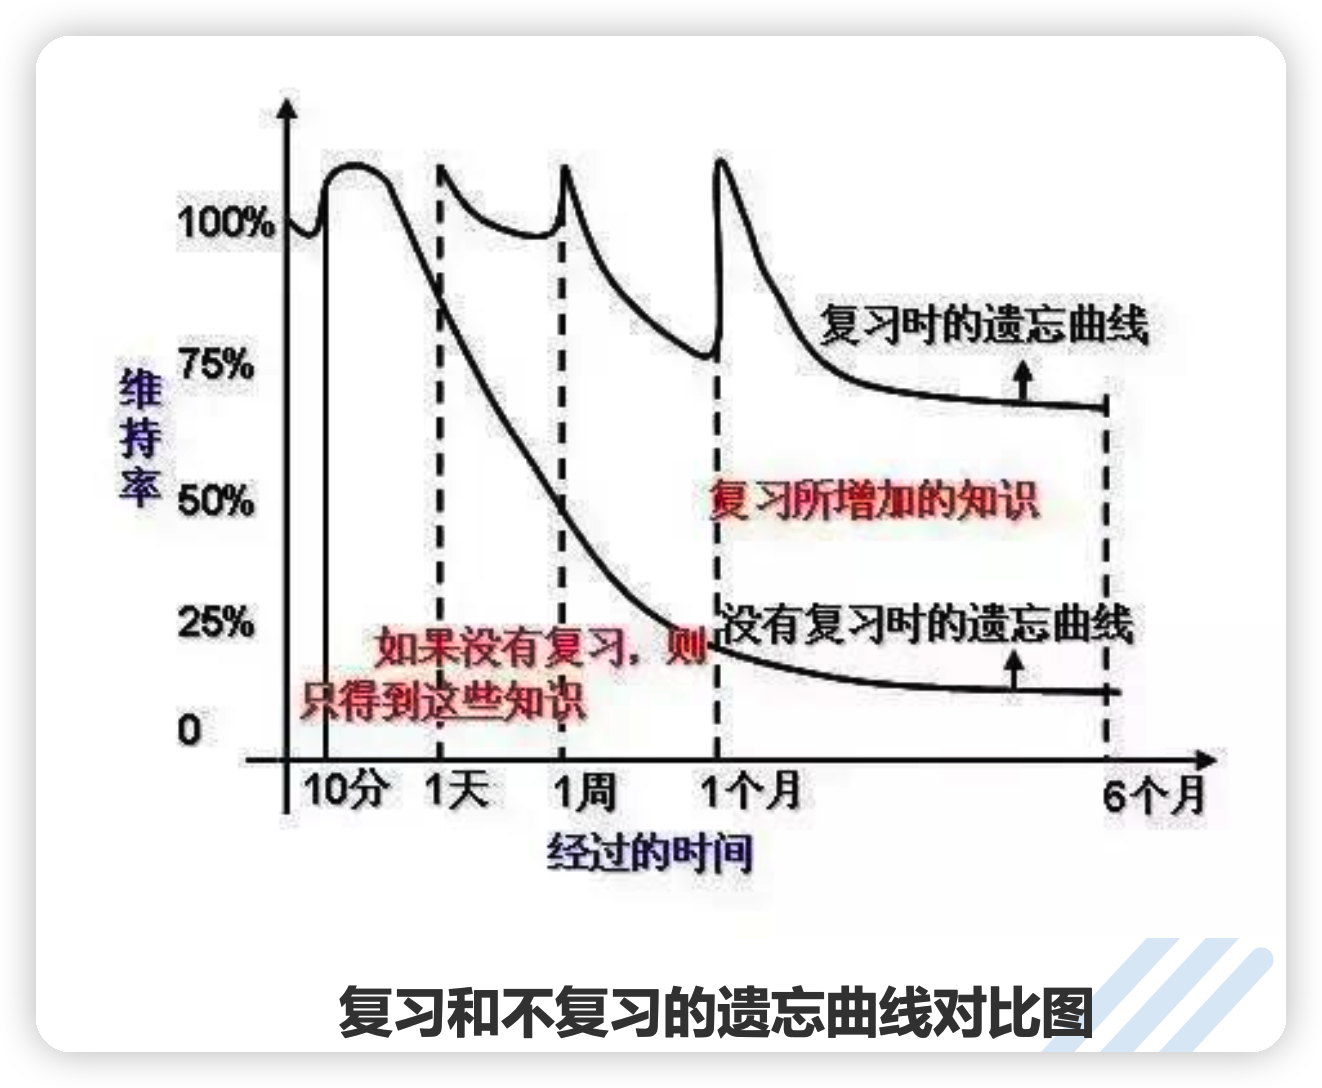 100%
75%
50%
25%
0
维持率
复习时的遗忘曲线
复习所增加的知识
没有复习时的遗忘曲线
如果没有复习，则
只得到这些知识
10分 1天 1周 1个月 6个月
经过的时间
复习和不复习的遗忘曲线对比图